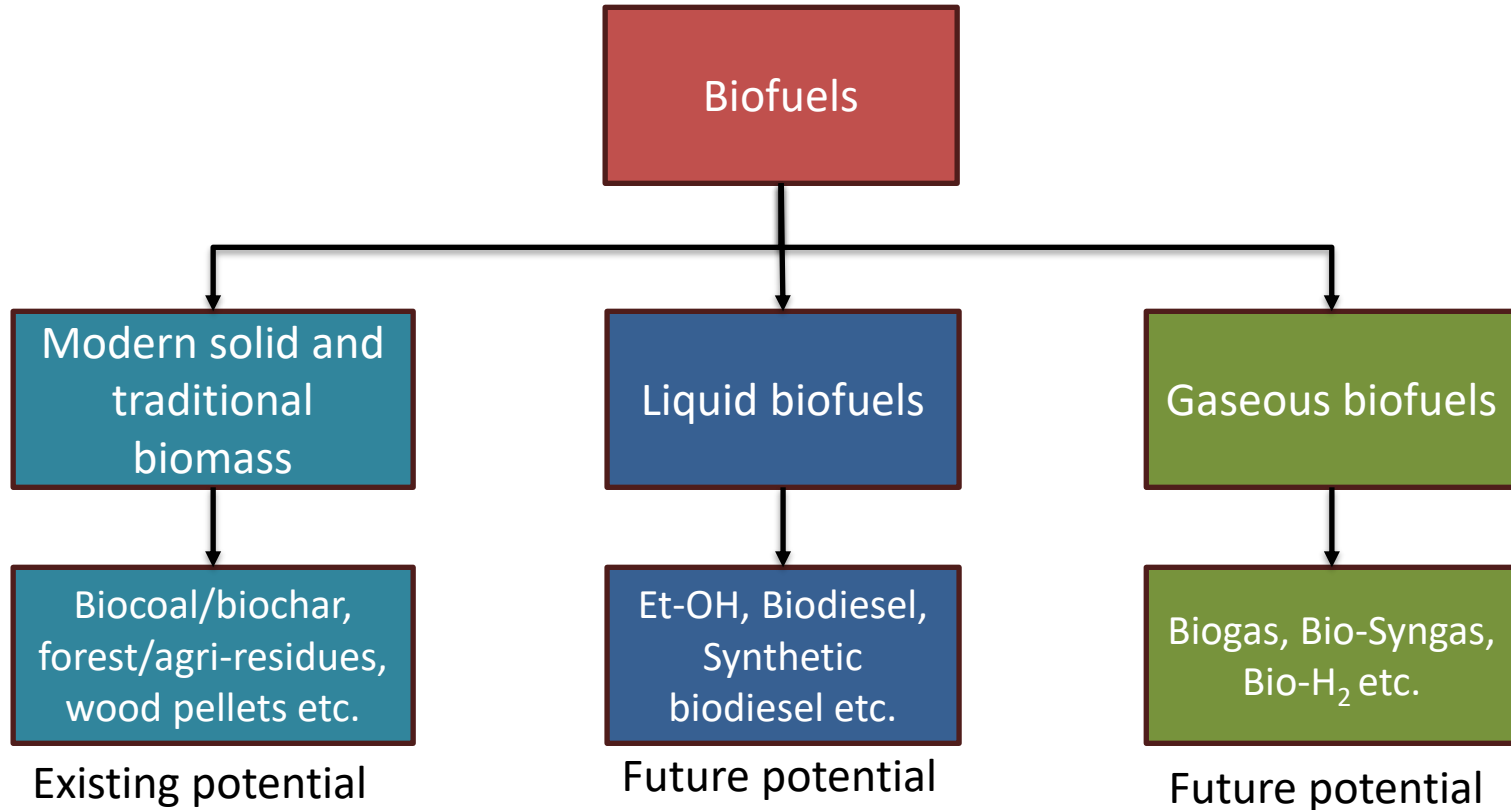 Biofuels
Modern solid and
traditional
biomass
Liquid biofuels
Gaseous biofuels
Biocoal/biochar,
forest/agri-residues,
wood pellets etc.
Et-OH, Biodiesel,
Synthetic
biodiesel etc.
Biogas, Bio-Syngas,
Bio-H₂ etc.
Existing potential
Future potential
Future potential